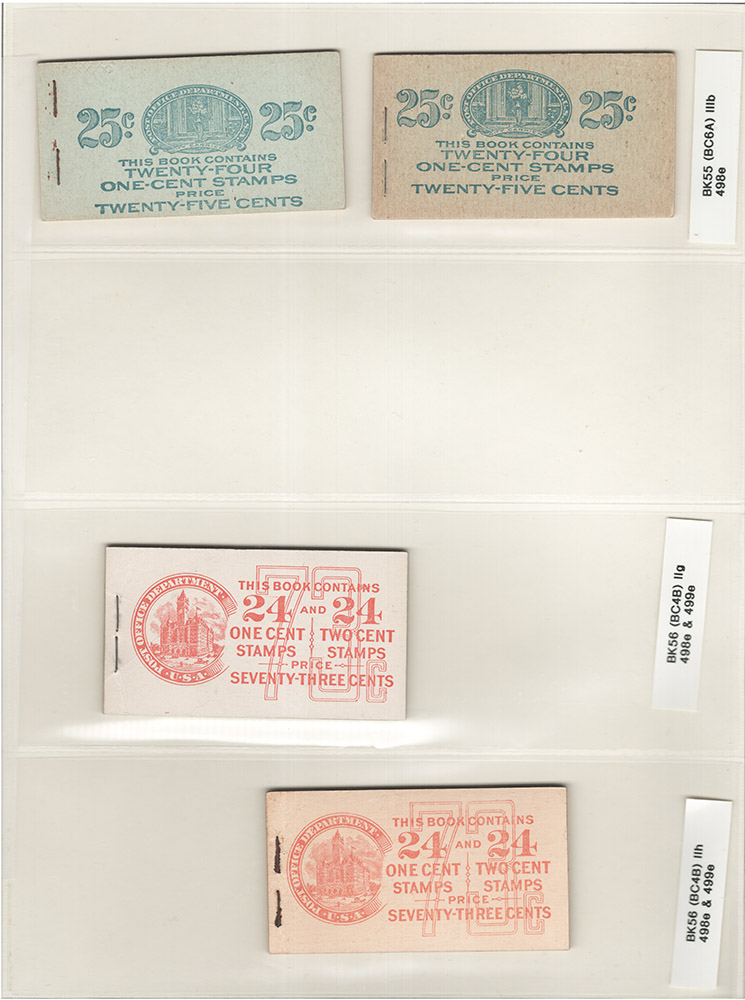 25¢ POST OFFICE DEPARTMENT 25¢
THIS BOOK CONTAINS
TWENTY-FOUR
ONE-CENT STAMPS
PRICE
TWENTY-FIVE CENTS
25¢ POST OFFICE DEPARTMENT 25¢
THIS BOOK CONTAINS
TWENTY-FOUR
ONE-CENT STAMPS
PRICE
TWENTY-FIVE CENTS
BK55 (BC6A) IIIb
498e
POST OFFICE DEPARTMENT
U.S.A.
73c
THIS BOOK CONTAINS
24 AND 24
ONE CENT TWO CENT
STAMPS STAMPS
PRICE
SEVENTY-THREE CENTS
BK56 (BC4B) IIg
498e & 499e
POST OFFICE DEPARTMENT
U.S.A.
73c
THIS BOOK CONTAINS
24 AND 24
ONE CENT TWO CENT
STAMPS STAMPS
PRICE
SEVENTY-THREE CENTS
BK56 (BC4B) IIh
498e & 499e